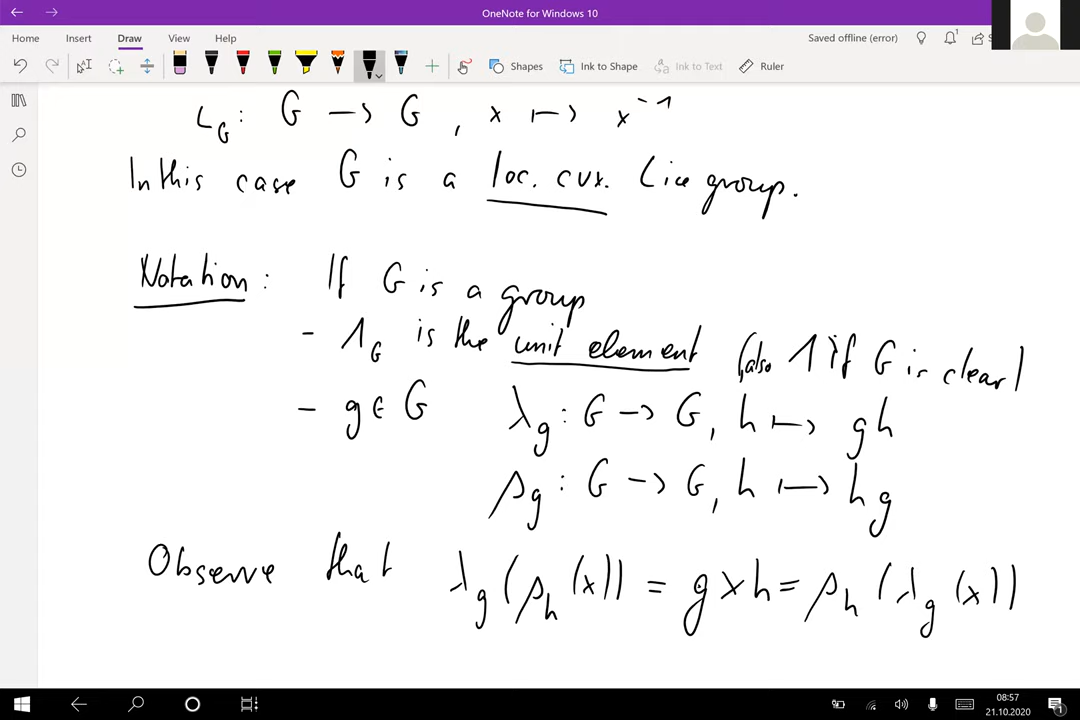 OneNote for Windows 10
Home Insert Draw View Help
Saved offline (error)
Shapes Ink to Shape Ink to Text Ruler
ι_G : G → G , x ↦ x^{-1}
In this case G is a loc. cvx. Lie group.
Notation : If G is a group
- 1_G is the unit element (also 1 if G is clear)
- g ∈ G λ_g : G → G, h ↦ gh
ρ_g : G → G, h ↦ hg
Observe that λ_g(ρ_h(x)) = gxh = ρ_h(λ_g(x))
08:57
21.10.2020